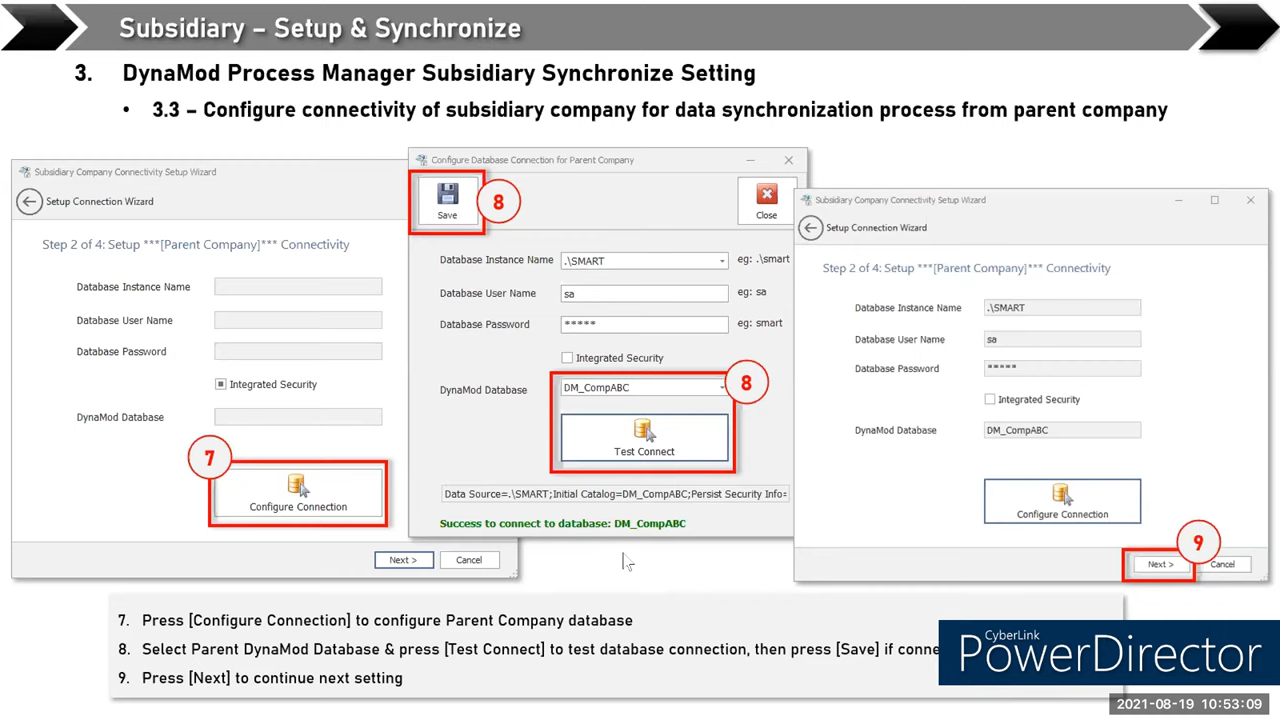 Subsidiary – Setup & Synchronize
3. DynaMod Process Manager Subsidiary Synchronize Setting
• 3.3 – Configure connectivity of subsidiary company for data synchronization process from parent company
Subsidiary Company Connectivity Setup Wizard
Setup Connection Wizard
Step 2 of 4: Setup ***[Parent Company]*** Connectivity
Database Instance Name
Database User Name
Database Password
Integrated Security
DynaMod Database
7
Configure Connection
Next >
Cancel
Configure Database Connection for Parent Company
Save
8
Close
Database Instance Name .\SMART eg: .\smart
Database User Name sa eg: sa
Database Password ***** eg: smart
Integrated Security
DynaMod Database DM_CompABC
8
Test Connect
Data Source=.\SMART;Initial Catalog=DM_CompABC;Persist Security Info=
Success to connect to database: DM_CompABC
Subsidiary Company Connectivity Setup Wizard
Setup Connection Wizard
Step 2 of 4: Setup ***[Parent Company]*** Connectivity
Database Instance Name .\SMART
Database User Name sa
Database Password *****
Integrated Security
DynaMod Database DM_CompABC
Configure Connection
9
Next >
Cancel
7. Press [Configure Connection] to configure Parent Company database
8. Select Parent DynaMod Database & press [Test Connect] to test database connection, then press [Save] if
9. Press [Next] to continue next setting
CyberLink
PowerDirector
2021-08-19 10:53:09